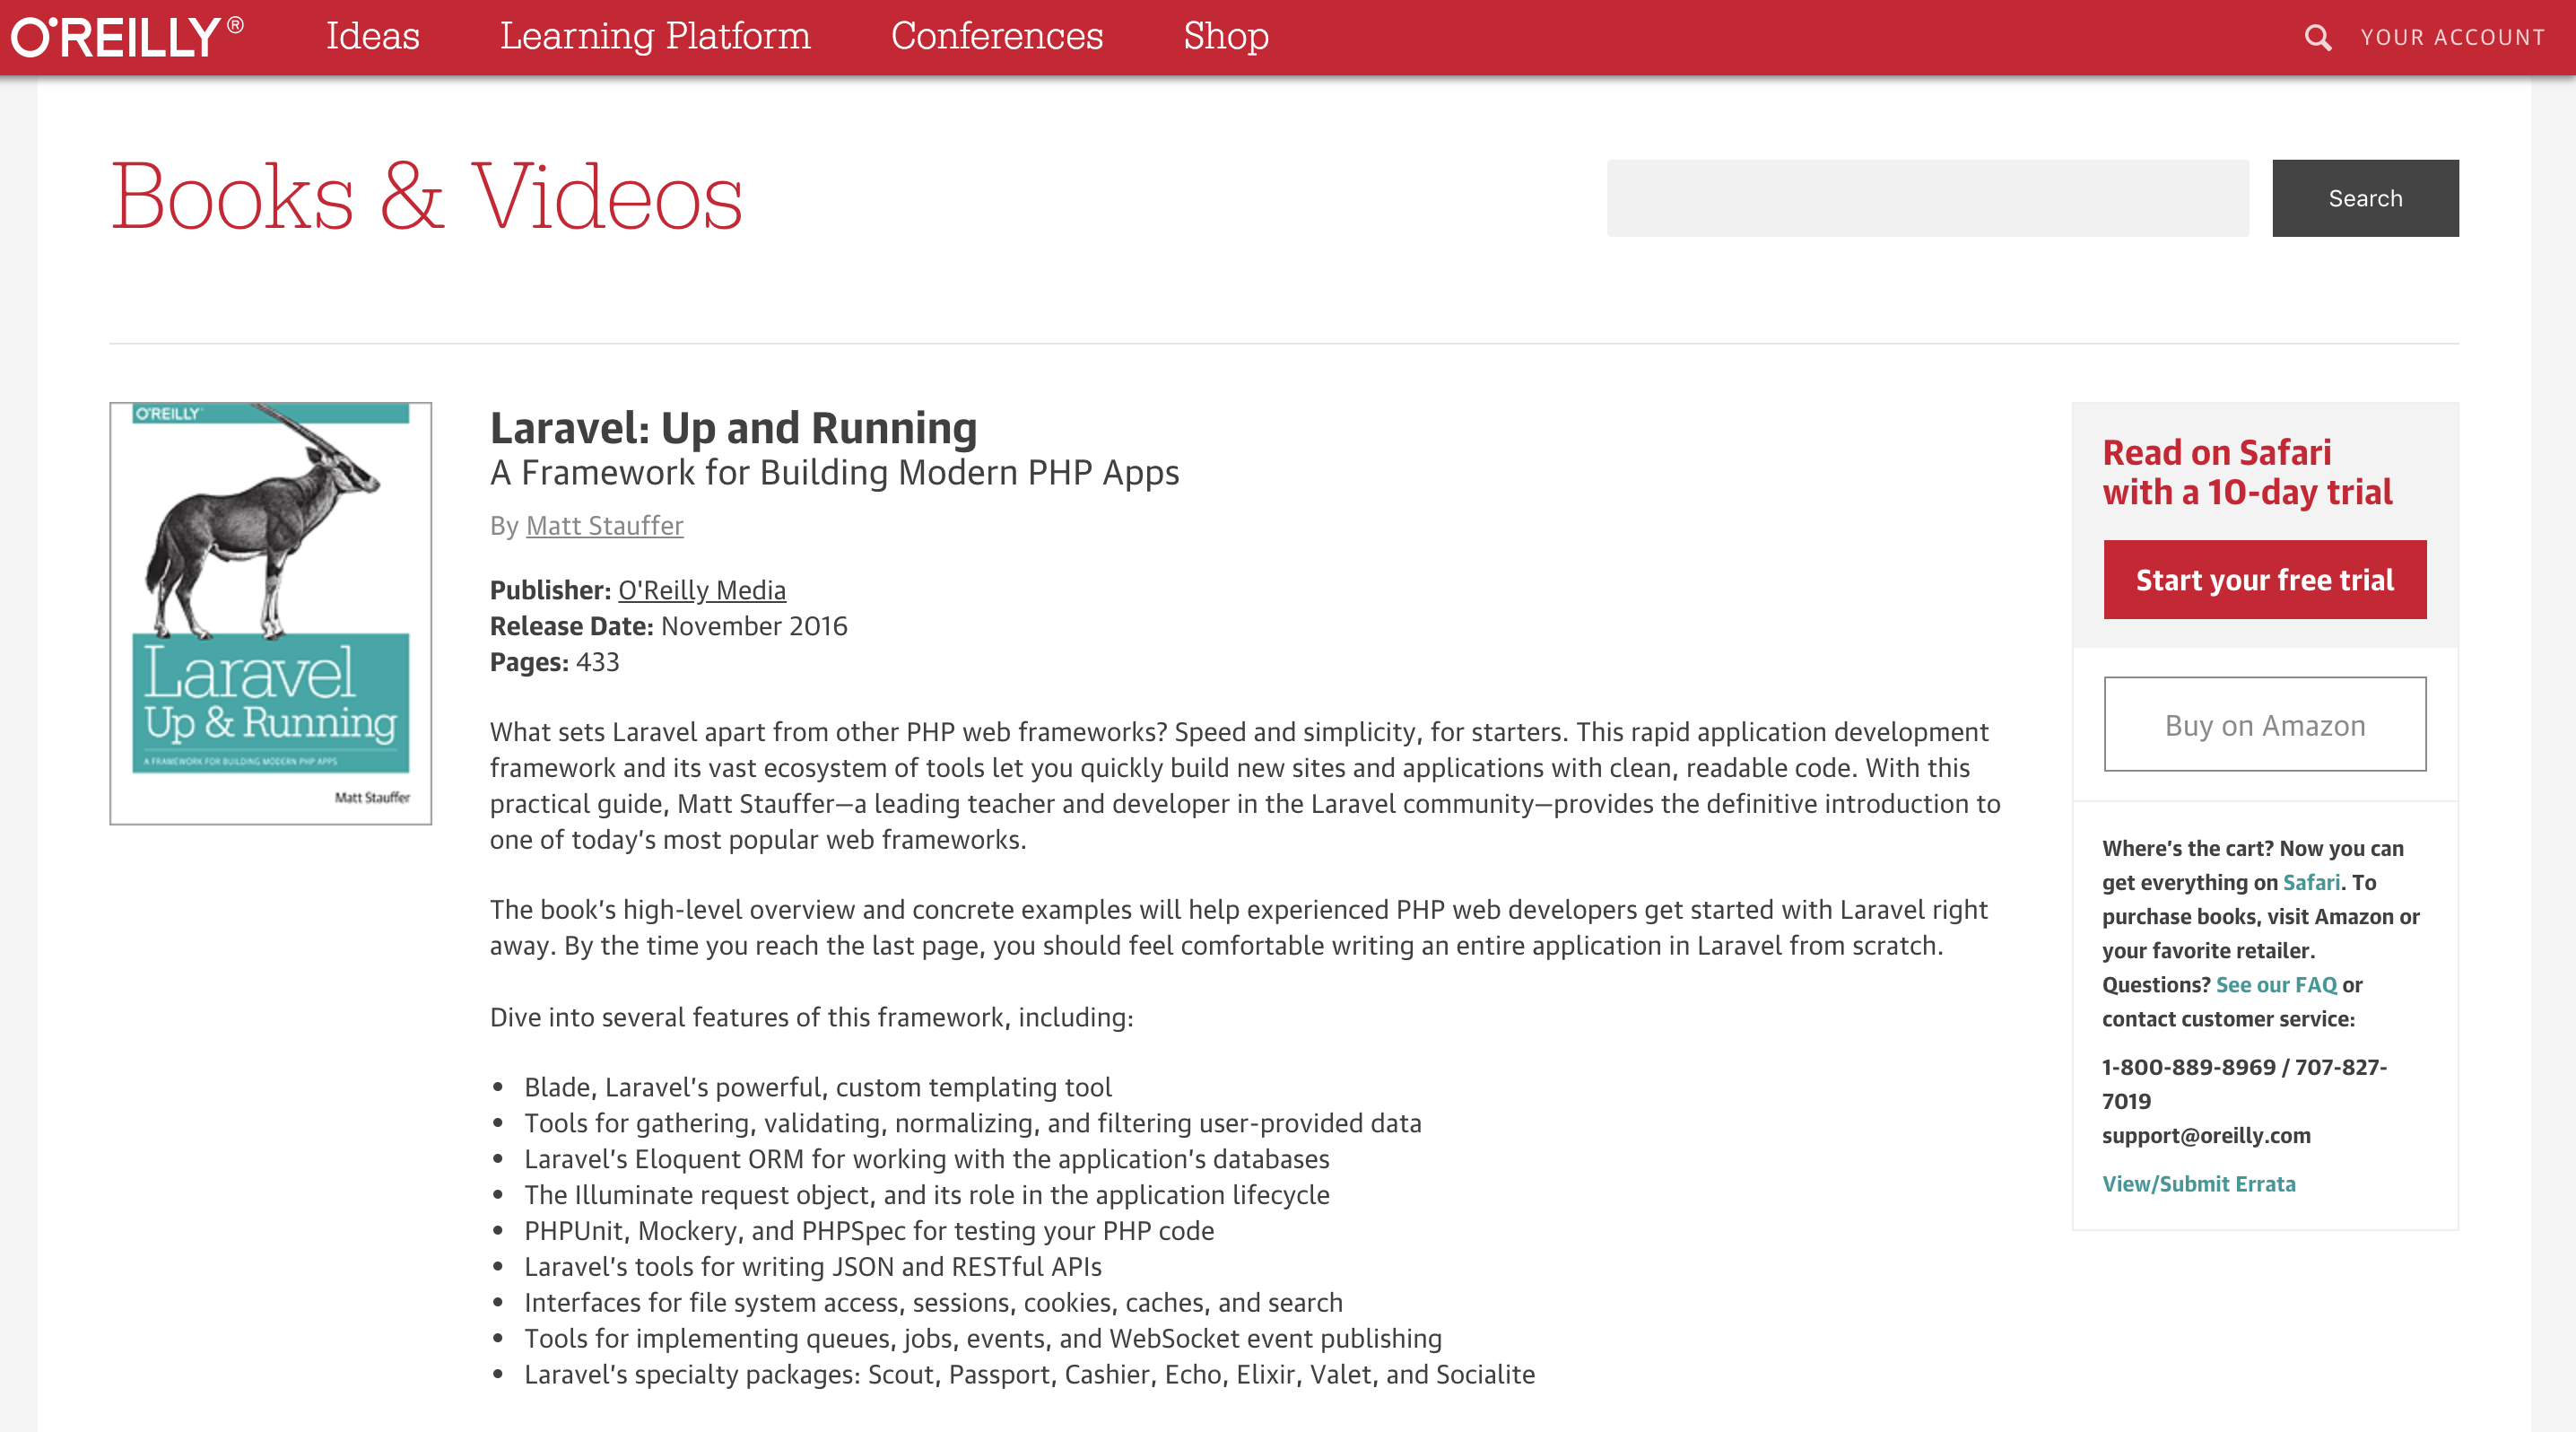 O'REILLY®
Ideas
Learning Platform
Conferences
Shop
YOUR ACCOUNT
Books & Videos
Search
O'REILLY
Laravel
Up & Running
A FRAMEWORK FOR BUILDING MODERN PHP APPS
Matt Stauffer
Laravel: Up and Running
A Framework for Building Modern PHP Apps
By Matt Stauffer
Publisher: O'Reilly Media
Release Date: November 2016
Pages: 433
What sets Laravel apart from other PHP web frameworks? Speed and simplicity, for starters. This rapid application development
framework and its vast ecosystem of tools let you quickly build new sites and applications with clean, readable code. With this
practical guide, Matt Stauffer—a leading teacher and developer in the Laravel community—provides the definitive introduction to
one of today’s most popular web frameworks.
The book’s high-level overview and concrete examples will help experienced PHP web developers get started with Laravel right
away. By the time you reach the last page, you should feel comfortable writing an entire application in Laravel from scratch.
Dive into several features of this framework, including:
• Blade, Laravel’s powerful, custom templating tool
• Tools for gathering, validating, normalizing, and filtering user-provided data
• Laravel’s Eloquent ORM for working with the application’s databases
• The Illuminate request object, and its role in the application lifecycle
• PHPUnit, Mockery, and PHPSpec for testing your PHP code
• Laravel’s tools for writing JSON and RESTful APIs
• Interfaces for file system access, sessions, cookies, caches, and search
• Tools for implementing queues, jobs, events, and WebSocket event publishing
• Laravel’s specialty packages: Scout, Passport, Cashier, Echo, Elixir, Valet, and Socialite
Read on Safari
with a 10-day trial
Start your free trial
Buy on Amazon
Where’s the cart? Now you can
get everything on Safari. To
purchase books, visit Amazon or
your favorite retailer.
Questions? See our FAQ or
contact customer service:
1-800-889-8969 / 707-827-
7019
support@oreilly.com
View/Submit Errata